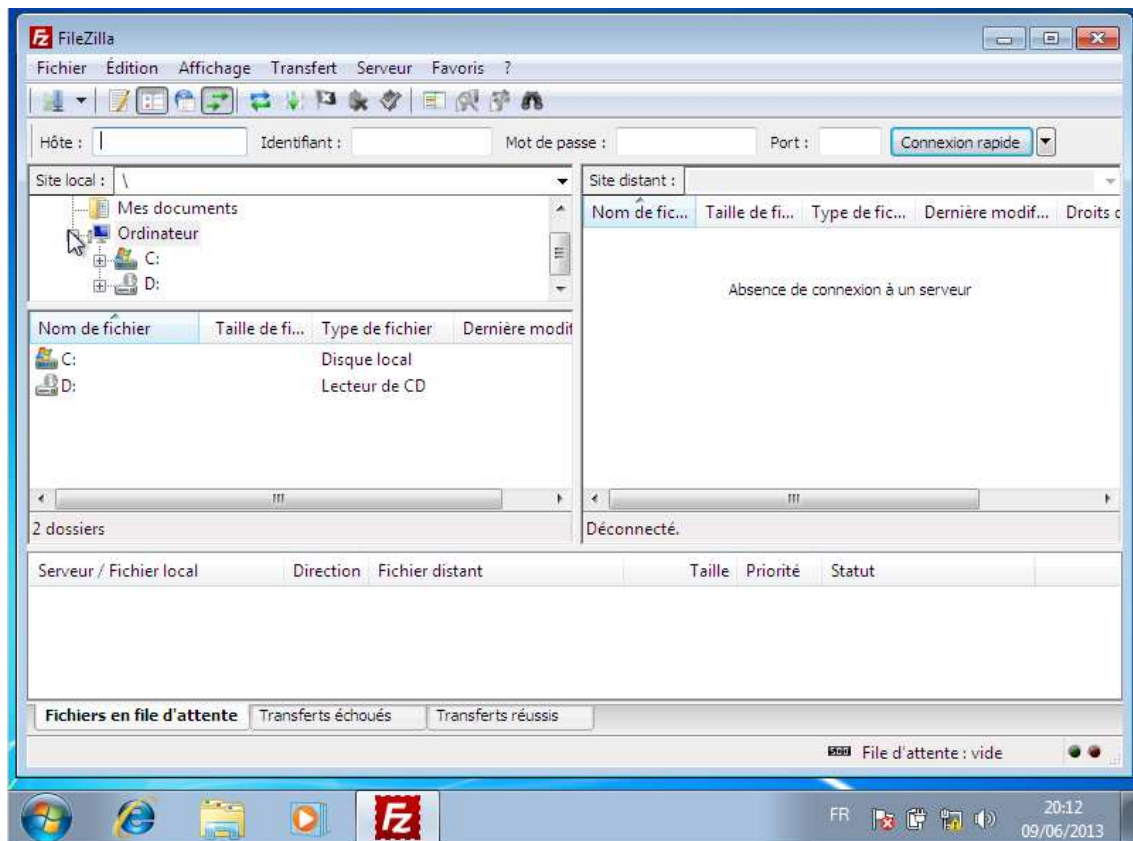 FileZilla
Fichier Édition Affichage Transfert Serveur Favoris ?
Hôte : Identifiant : Mot de passe : Port : Connexion rapide
Site local : \
Mes documents
Ordinateur
C:
D:
Nom de fichier Taille de fi... Type de fichier Dernière modif
C: Disque local
D: Lecteur de CD
2 dossiers
Site distant :
Nom de fic... Taille de fi... Type de fic... Dernière modif... Droits d
Absence de connexion à un serveur
Déconnecté.
Serveur / Fichier local Direction Fichier distant Taille Priorité Statut
Fichiers en file d'attente Transferts échoués Transferts réussis
File d'attente : vide
FR 20:12
09/06/2013